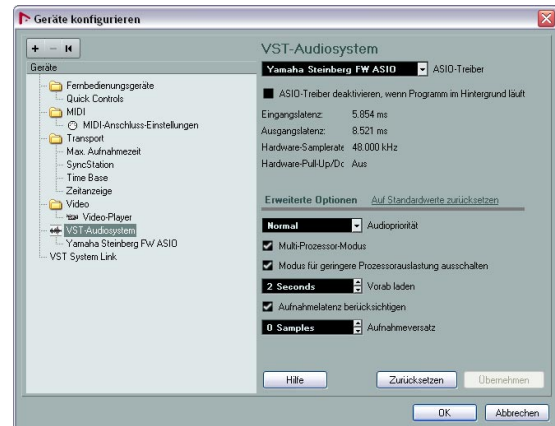 Geräte konfigurieren
Geräte
Fernbedienungsgeräte
Quick Controls
MIDI
MIDI-Anschluss-Einstellungen
Transport
Max. Aufnahmezeit
SyncStation
Time Base
Zeitanzeige
Video
Video-Player
VST-Audiosystem
Yamaha Steinberg FW ASIO
VST System Link
VST-Audiosystem
Yamaha Steinberg FW ASIO ASIO-Treiber
ASIO-Treiber deaktivieren, wenn Programm im Hintergrund läuft
Eingangslatenz: 5.854 ms
Ausgangslatenz: 8.521 ms
Hardware-Samplerate 48.000 kHz
Hardware-Pull-Up/Dc Aus
Erweiterte Optionen Auf Standardwerte zurücksetzen
Normal Audiopriorität
Multi-Prozessor-Modus
Modus für geringere Prozessorauslastung ausschalten
2 Seconds Vorab laden
Aufnahmelatenz berücksichtigen
0 Samples Aufnahmeversatz
Hilfe Zurücksetzen Übernehmen
OK Abbrechen